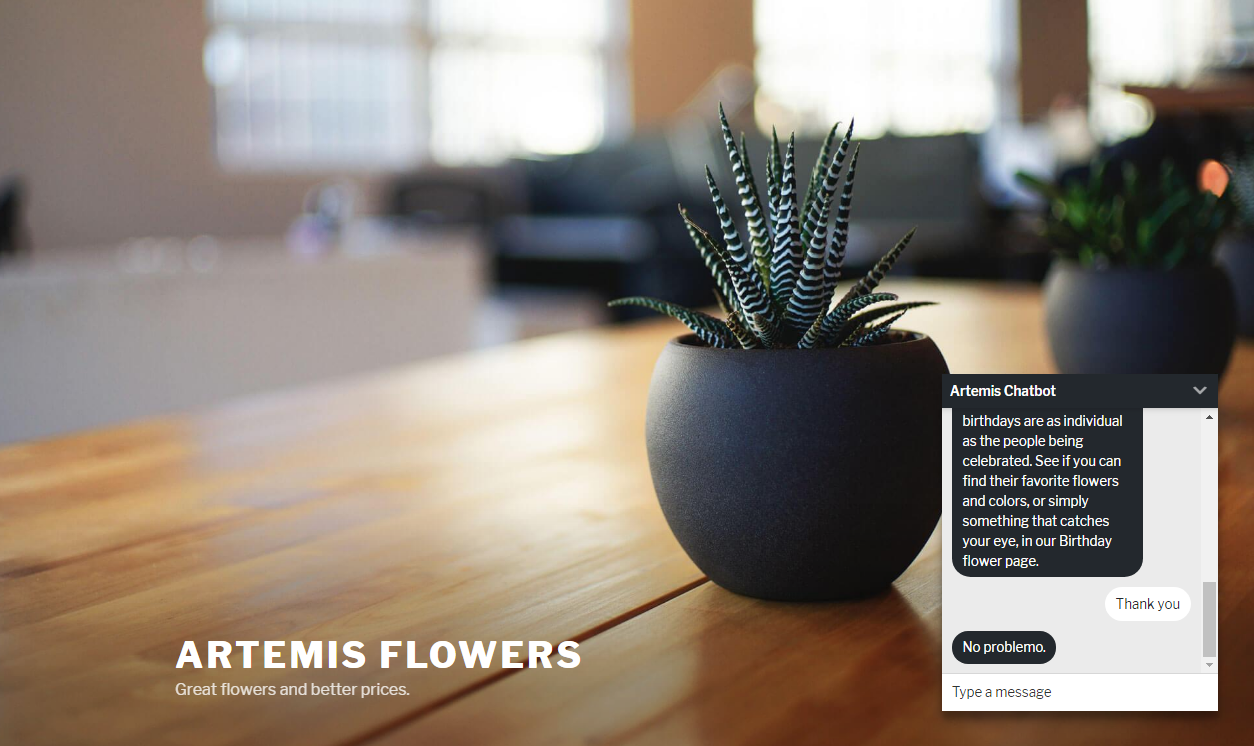 Artemis Chatbot
birthdays are as individual
as the people being
celebrated. See if you can
find their favorite flowers
and colors, or simply
something that catches
your eye, in our Birthday
flower page.
Thank you
No problemo.
Type a message
ARTEMIS FLOWERS
Great flowers and better prices.